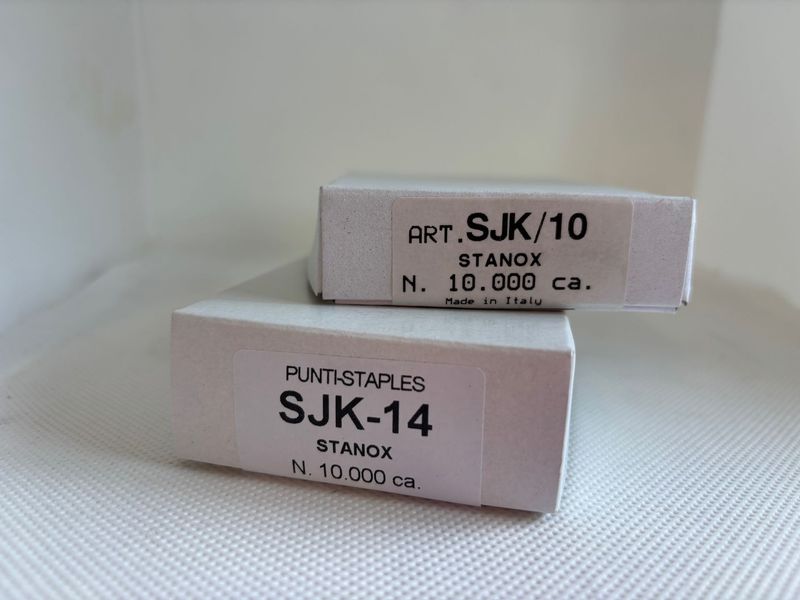 ART. SJK/10
STANOX
N. 10.000 ca.
Made in Italy
PUNTI-STAPLES
SJK-14
STANOX
N. 10.000 ca.